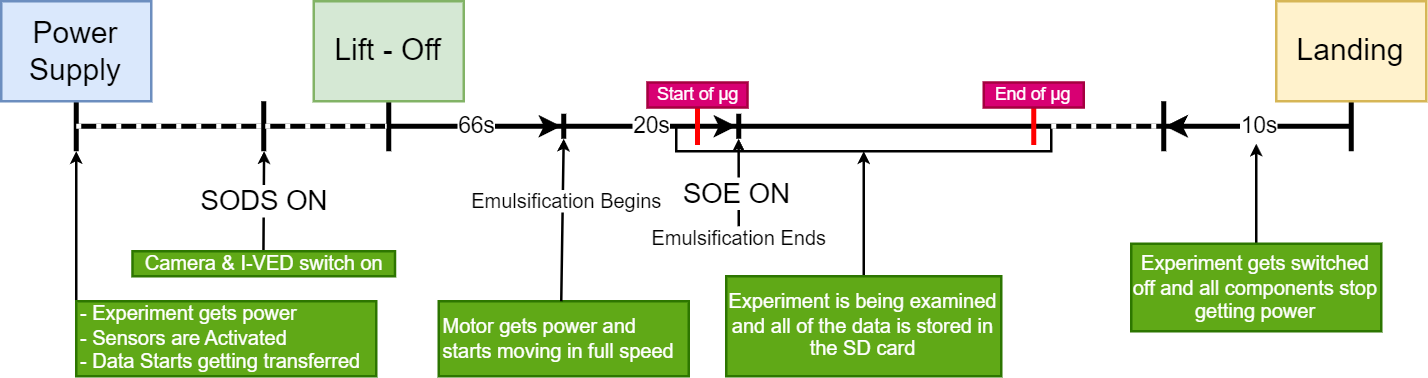 Power
Supply
Lift - Off
Landing
Start of µg
End of µg
66s
20s
10s
SODS ON
Emulsification Begins
SOE ON
Emulsification Ends
Camera & I-VED switch on
- Experiment gets power
- Sensors are Activated
- Data Starts getting transferred
Motor gets power and
starts moving in full speed
Experiment is being examined
and all of the data is stored in
the SD card
Experiment gets switched
off and all components stop
getting power